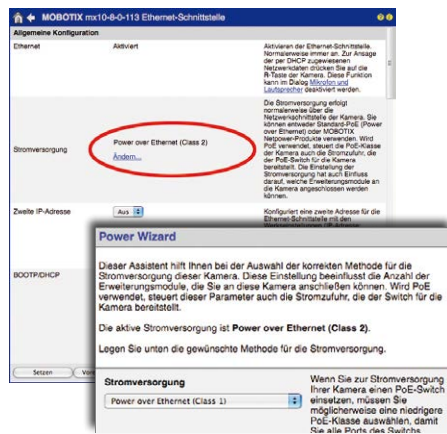 MOBOTIX mx10-8-0-113 Ethernet-Schnittstelle
Allgemeine Konfiguration
Ethernet
Aktiviert
Aktivieren der Ethernet-Schnittstelle.
Normalerweise immer an. Zur Ansage
der per DHCP zugewiesenen
Netzwerkdaten drücken Sie auf die
R-Taste der Kamera. Diese Funktion
kann im Dialog Mikrofon und
Lautsprecher deaktiviert werden.
Stromversorgung
Power over Ethernet (Class 2)
Ändern...
Die Stromversorgung erfolgt
normalerweise über die
Netzwerkschnittstelle der Kamera. Sie
können entweder Standard-PoE (Power
over Ethernet) oder MOBOTIX
Netpower-Produkte verwenden. Wird
PoE verwendet, steuert die PoE-Klasse
der Kamera auch die Stromzufuhr, die
der PoE-Switch für die Kamera
bereitstellt. Die Einstellung der
Stromversorgung hat auch Einfluss
darauf, welche Erweiterungsmodule an
die Kamera angeschlossen werden
können.
Zweite IP-Adresse
Aus
Konfiguriert eine zweite Adresse für die
Ethernet-Schnittstelle mit den
BOOTP/DHCP
Setzen
Power Wizard
Dieser Assistent hilft Ihnen bei der Auswahl der korrekten Methode für die
Stromversorgung dieser Kamera. Diese Einstellung beeinflusst die Anzahl der
Erweiterungsmodule, die Sie an diese Kamera anschließen können. Wird PoE
verwendet, steuert dieser Parameter auch die Stromzufuhr, die der Switch für die
Kamera bereitstellt.
Die aktive Stromversorgung ist Power over Ethernet (Class 2).
Legen Sie unten die gewünschte Methode für die Stromversorgung.
Stromversorgung
Power over Ethernet (Class 1)
Wenn Sie zur Stromversorgung
Ihrer Kamera einen PoE-Switch
einsetzen, müssen Sie
möglicherweise eine niedrigere
PoE-Klasse auswählen, damit
Sie alle Ports des Switchs